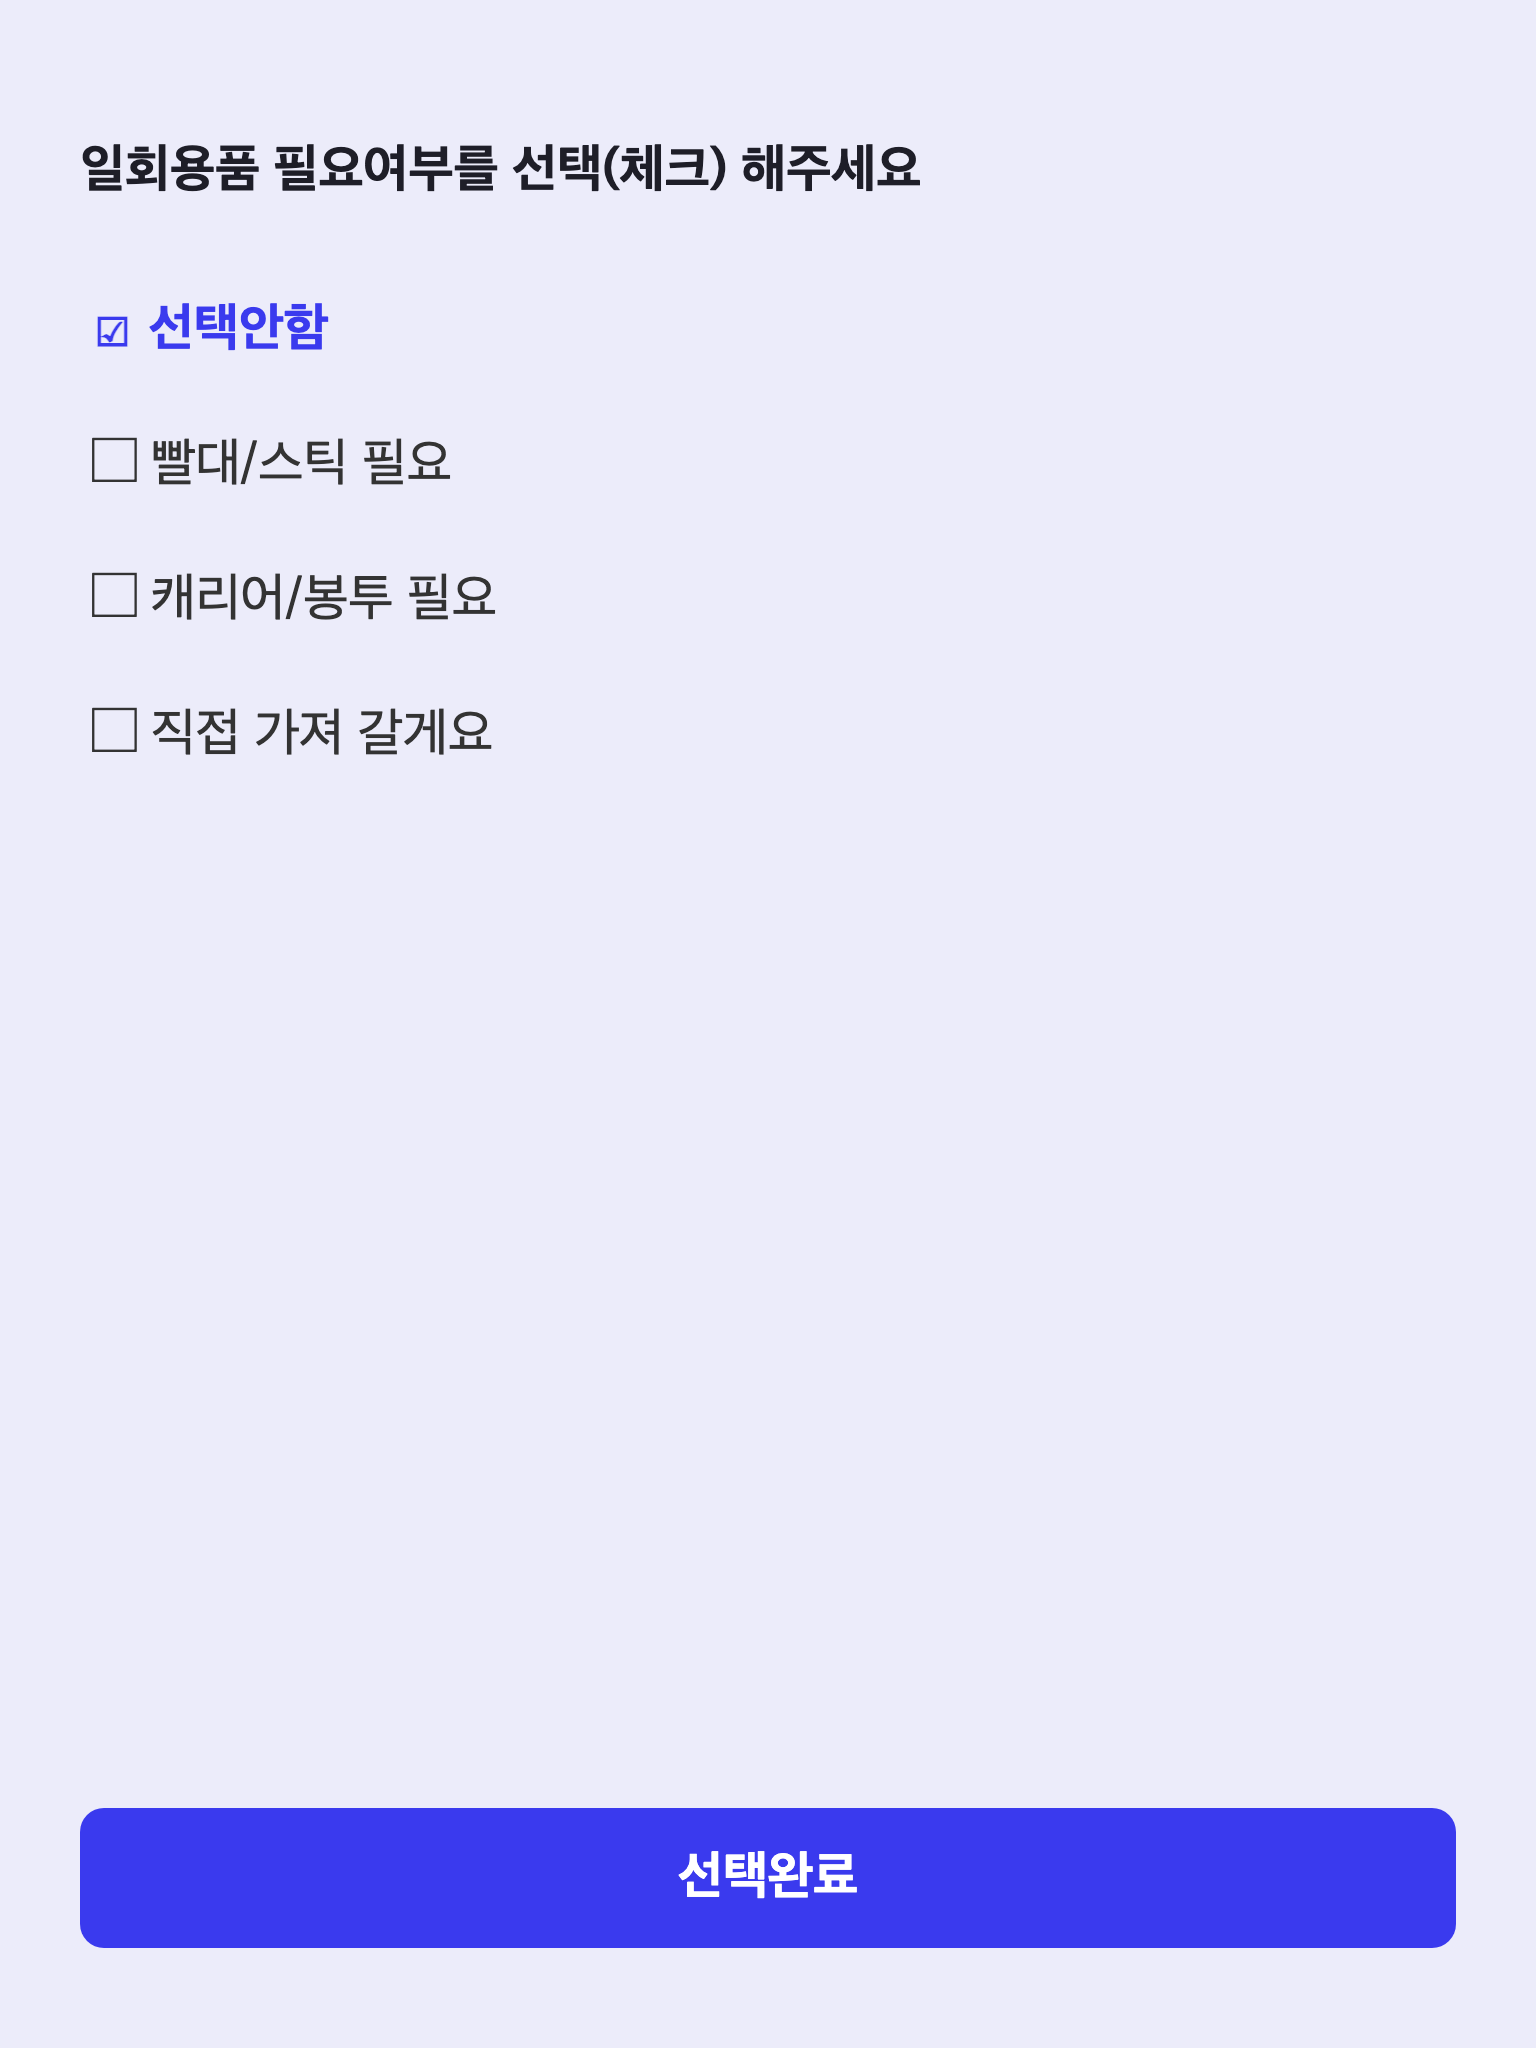 일회용품 필요여부를 선택(체크) 해주세요
☑ 선택안함
☐ 빨대/스틱 필요
☐ 캐리어/봉투 필요
☐ 직접 가져 갈게요
선택완료